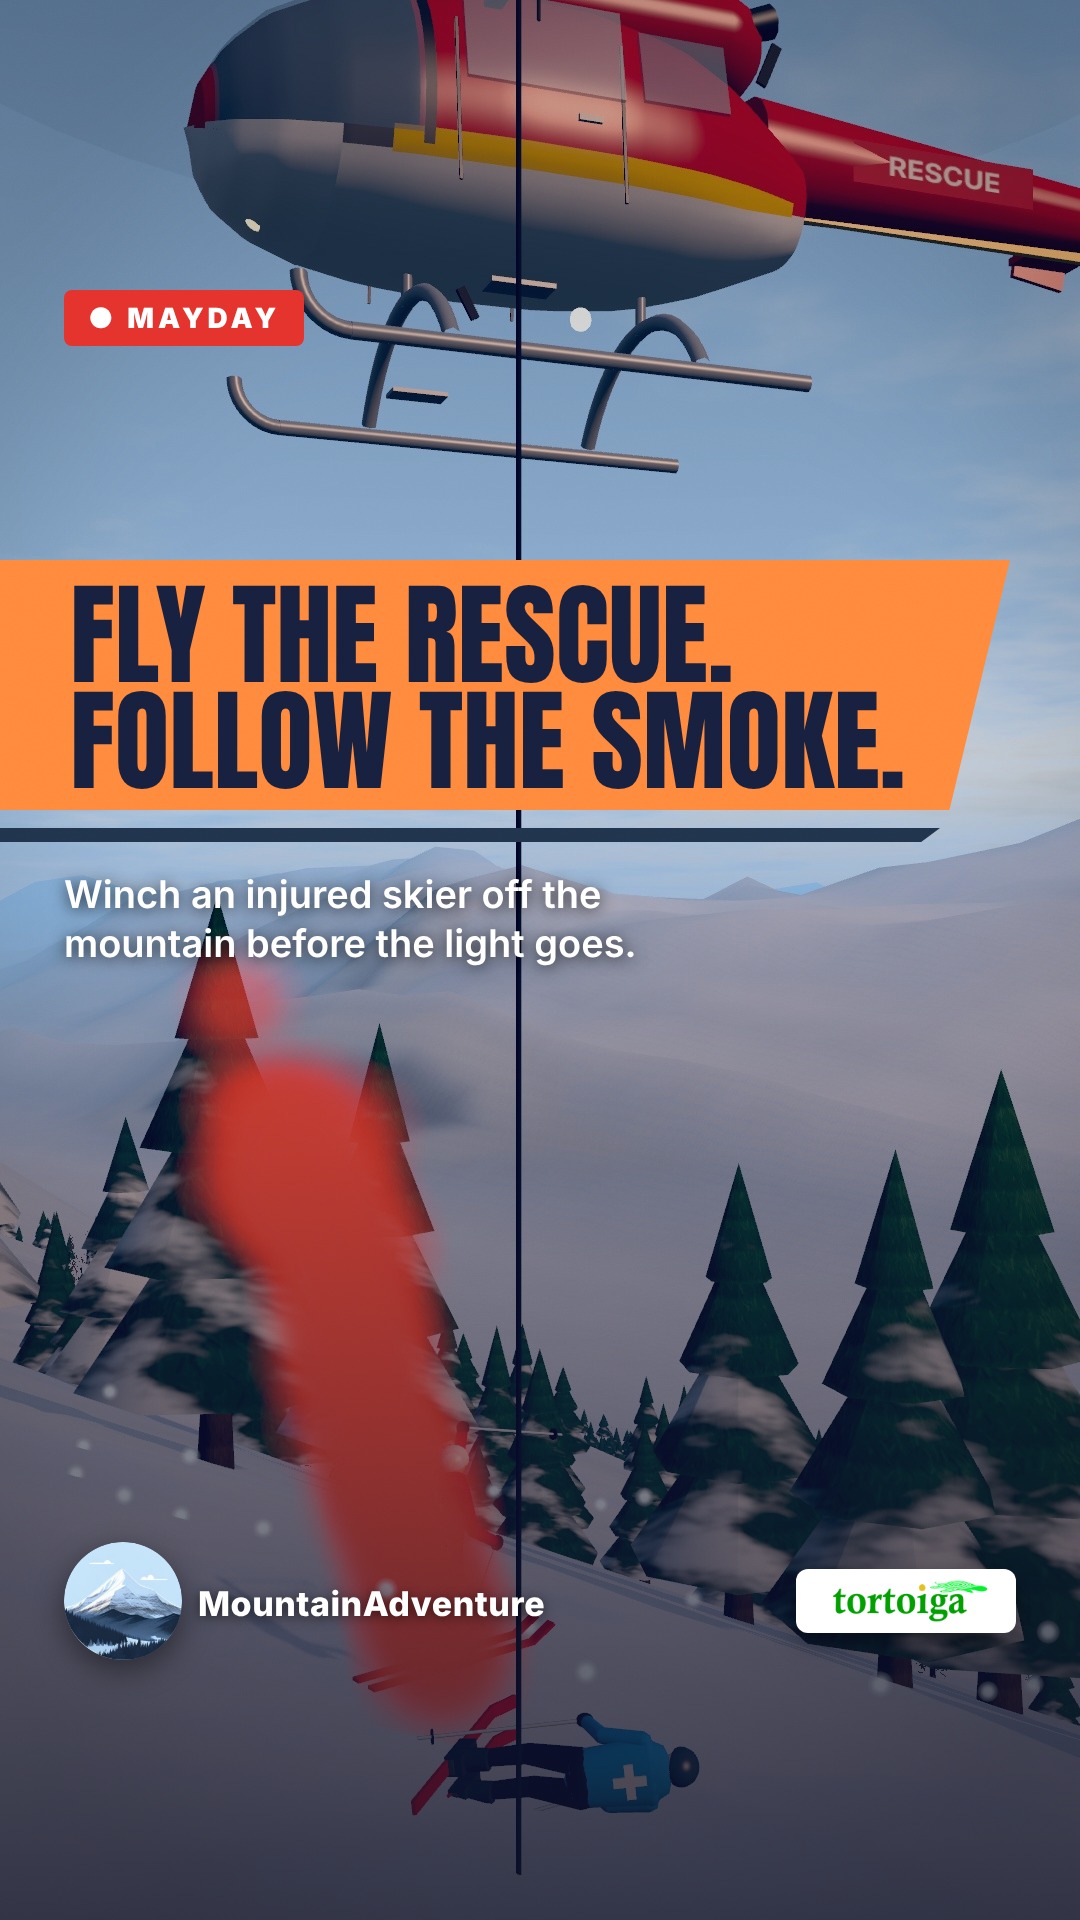 RESCUE
MAYDAY
FLY THE RESCUE.
FOLLOW THE SMOKE.
Winch an injured skier off the
mountain before the light goes.
MountainAdventure
tortoiga